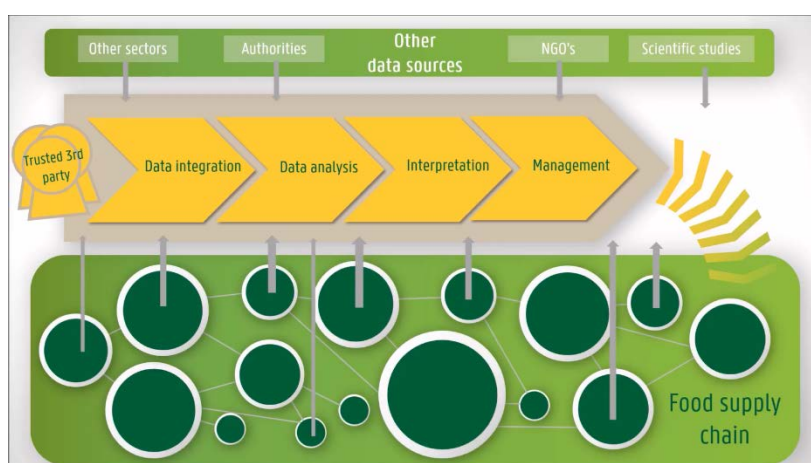 Other sectors
Authorities
Other
data sources
NGO's
Scientific studies
Trusted 3rd
party
Data integration
Data analysis
Interpretation
Management
Food supply
chain